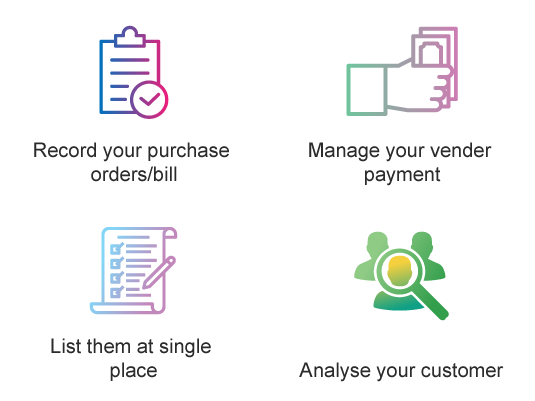 Record your purchase
orders/bill
Manage your vender
payment
List them at single
place
Analyse your customer